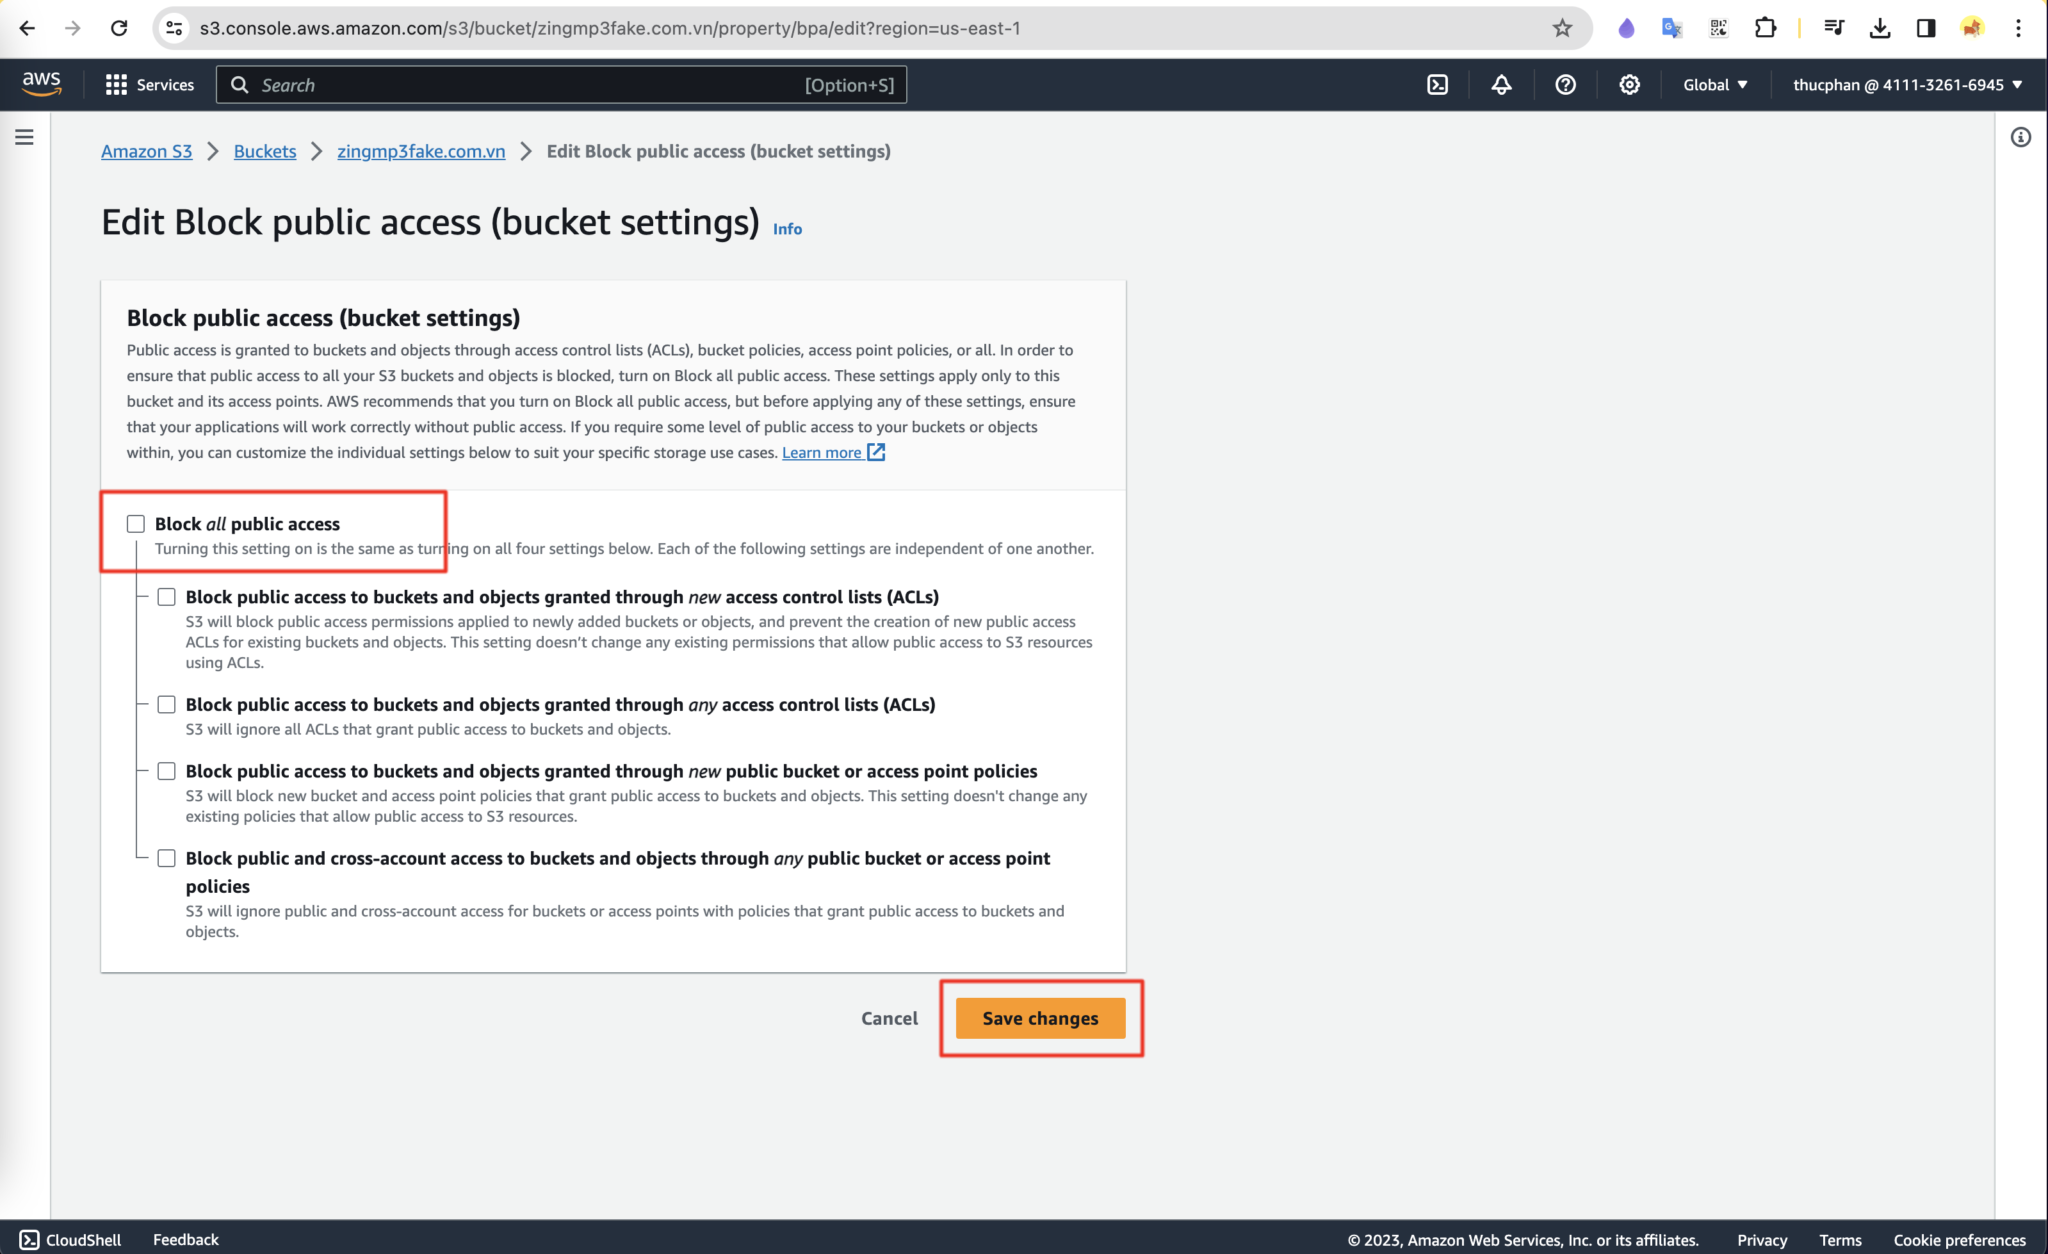 s3.console.aws.amazon.com/s3/bucket/zingmp3fake.com.vn/property/bpa/edit?region=us-east-1
aws Services Search [Option+S] Global thucphan @ 4111-3261-6945
Amazon S3 > Buckets > zingmp3fake.com.vn > Edit Block public access (bucket settings)
Edit Block public access (bucket settings) Info
Block public access (bucket settings)
Public access is granted to buckets and objects through access control lists (ACLs), bucket policies, access point policies, or all. In order to
ensure that public access to all your S3 buckets and objects is blocked, turn on Block all public access. These settings apply only to this
bucket and its access points. AWS recommends that you turn on Block all public access, but before applying any of these settings, ensure
that your applications will work correctly without public access. If you require some level of public access to your buckets or objects
within, you can customize the individual settings below to suit your specific storage use cases. Learn more
Block all public access
Turning this setting on is the same as turning on all four settings below. Each of the following settings are independent of one another.
Block public access to buckets and objects granted through new access control lists (ACLs)
S3 will block public access permissions applied to newly added buckets or objects, and prevent the creation of new public access
ACLs for existing buckets and objects. This setting doesn't change any existing permissions that allow public access to S3 resources
using ACLs.
Block public access to buckets and objects granted through any access control lists (ACLs)
S3 will ignore all ACLs that grant public access to buckets and objects.
Block public access to buckets and objects granted through new public bucket or access point policies
S3 will block new bucket and access point policies that grant public access to buckets and objects. This setting doesn't change any
existing policies that allow public access to S3 resources.
Block public and cross-account access to buckets and objects through any public bucket or access point
policies
S3 will ignore public and cross-account access for buckets or access points with policies that grant public access to buckets and
objects.
Cancel Save changes
CloudShell Feedback © 2023, Amazon Web Services, Inc. or its affiliates. Privacy Terms Cookie preferences